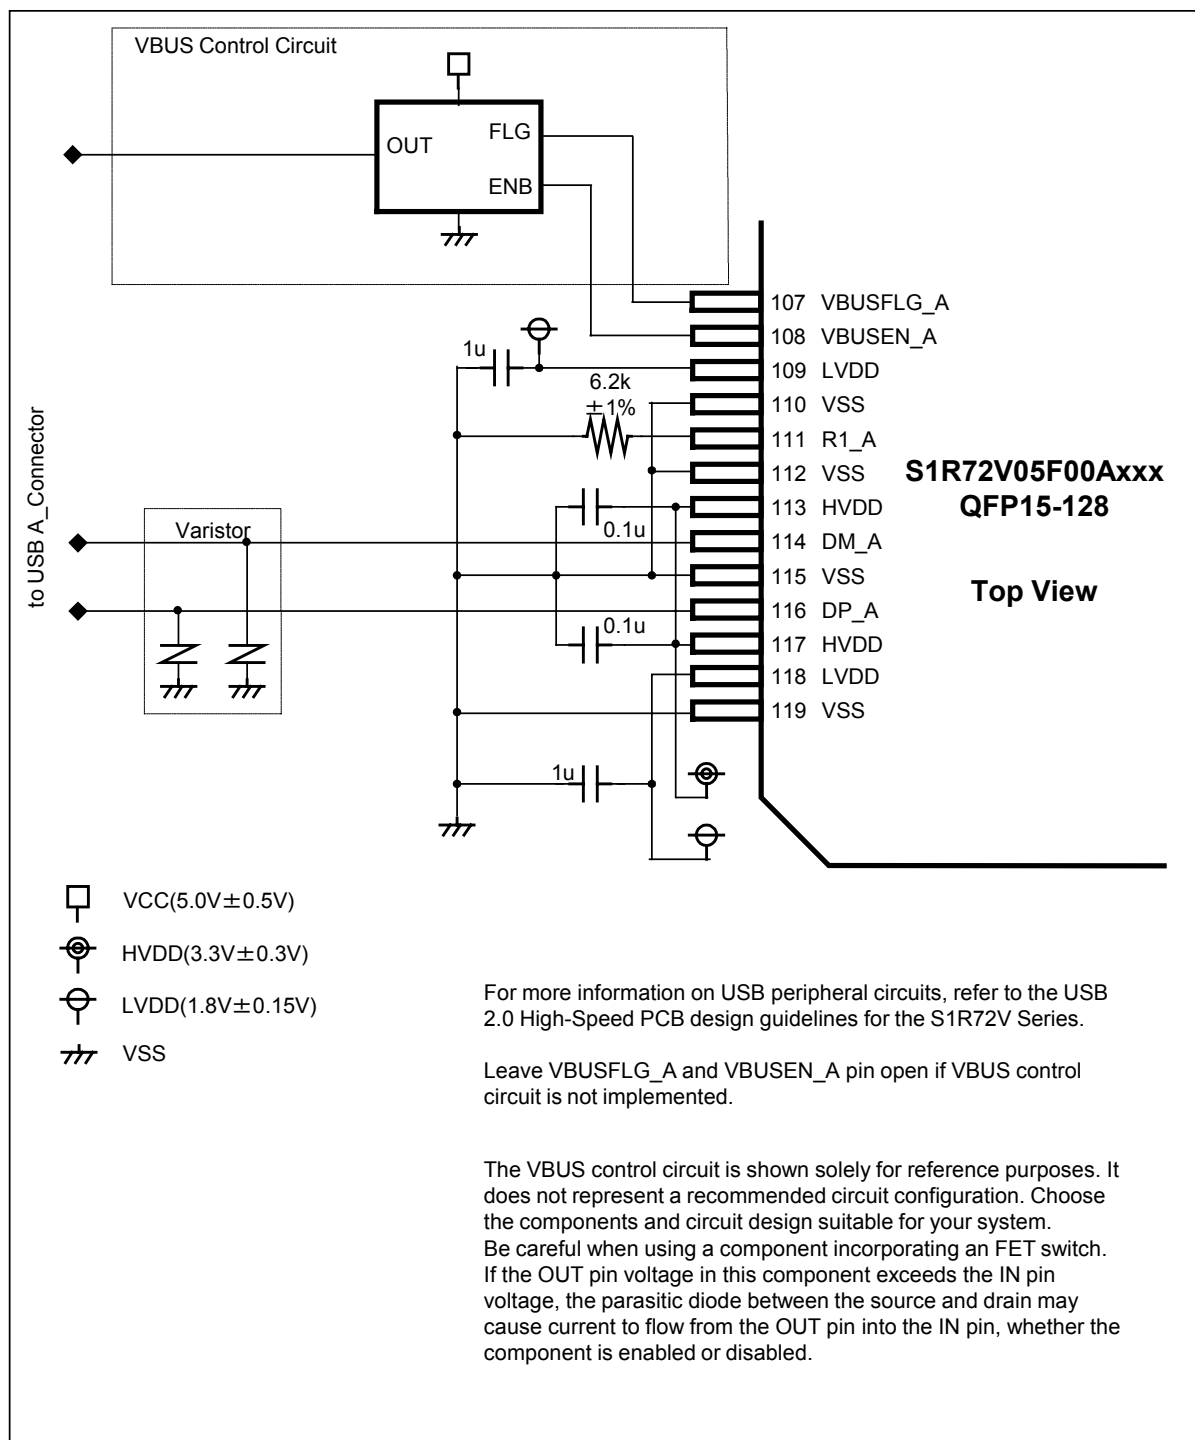 VBUS Control Circuit
OUT
FLG
ENB
107 VBUSFLG_A
108 VBUSEN_A
1u
109 LVDD
6.2k
±1%
110 VSS
111 R1_A
112 VSS
S1R72V05F00Axxx
QFP15-128
Top View
to USB A_Connector
113 HVDD
Varistor
0.1u
114 DM_A
115 VSS
116 DP_A
0.1u
117 HVDD
118 LVDD
119 VSS
1u
VCC(5.0V±0.5V)
HVDD(3.3V±0.3V)
LVDD(1.8V±0.15V)
VSS
For more information on USB peripheral circuits, refer to the USB
2.0 High-Speed PCB design guidelines for the S1R72V Series.
Leave VBUSFLG_A and VBUSEN_A pin open if VBUS control
circuit is not implemented.
The VBUS control circuit is shown solely for reference purposes. It
does not represent a recommended circuit configuration. Choose
the components and circuit design suitable for your system.
Be careful when using a component incorporating an FET switch.
If the OUT pin voltage in this component exceeds the IN pin
voltage, the parasitic diode between the source and drain may
cause current to flow from the OUT pin into the IN pin, whether the
component is enabled or disabled.